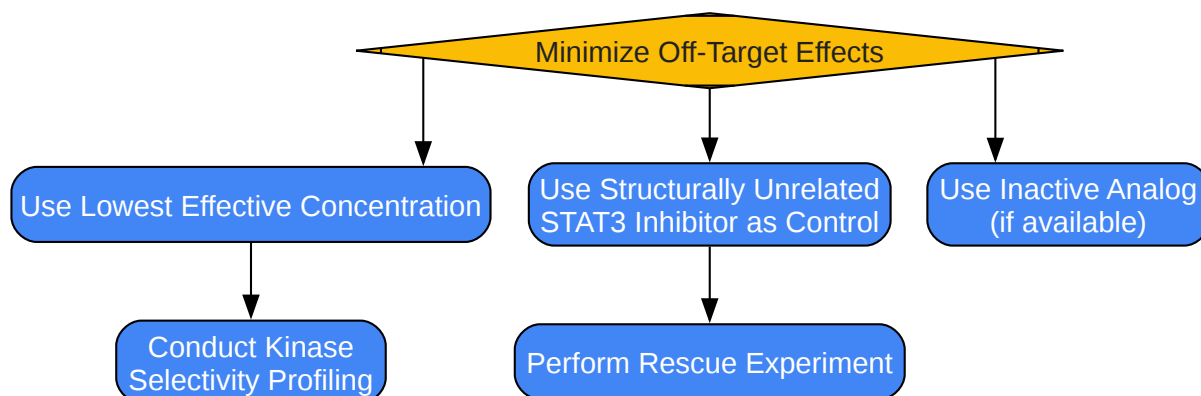 Minimize Off-Target Effects
Use Lowest Effective Concentration
Use Structurally Unrelated
STAT3 Inhibitor as Control
Use Inactive Analog
(if available)
Conduct Kinase
Selectivity Profiling
Perform Rescue Experiment